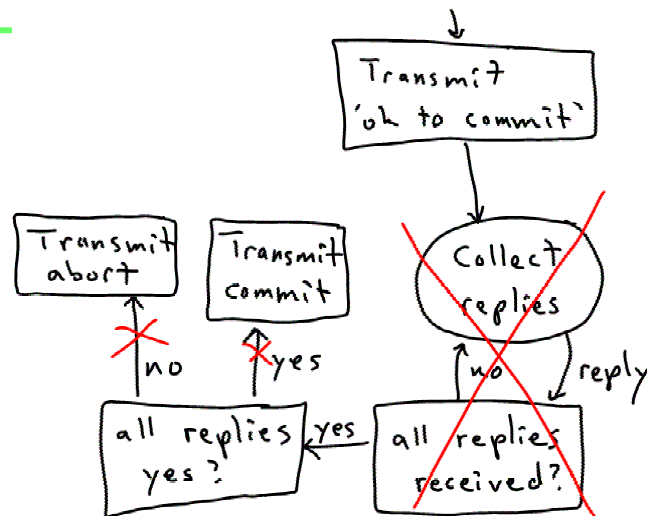 Transmit
'ok to commit'
Transmit
abort
Transmit
commit
Collect
replies
no
yes
no
reply
all replies
yes?
yes
all replies
received?